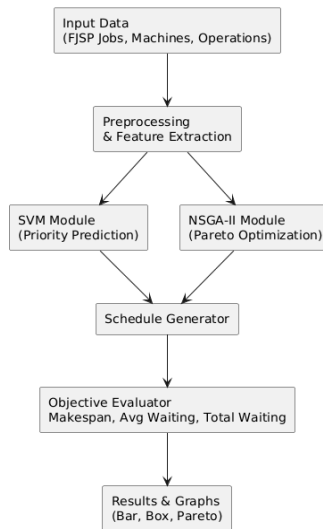 Input Data
(FJSP Jobs, Machines, Operations)
Preprocessing
& Feature Extraction
SVM Module
(Priority Prediction)
NSGA-II Module
(Pareto Optimization)
Schedule Generator
Objective Evaluator
Makespan, Avg Waiting, Total Waiting
Results & Graphs
(Bar, Box, Pareto)